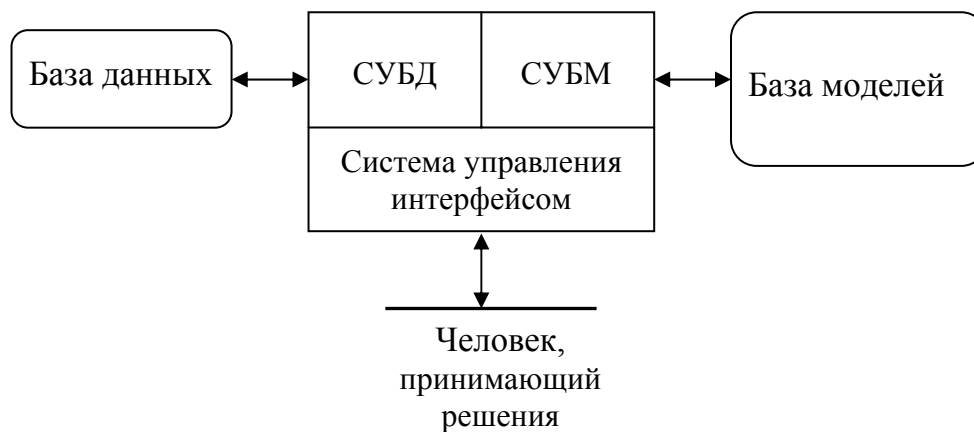 База данных
СУБД
СУБМ
База моделей
Система управления
интерфейсом
Человек,
принимающий
решения